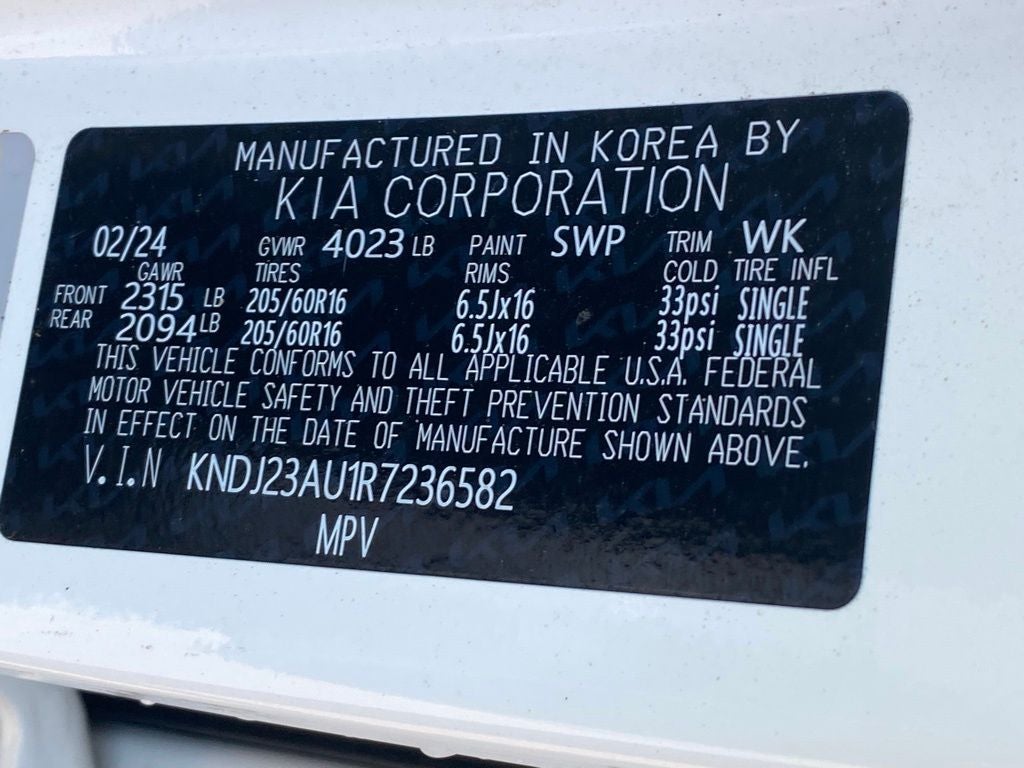 MANUFACTURED IN KOREA BY
KIA CORPORATION
02/24 GVWR 4023 LB PAINT SWP TRIM WK
GAWR TIRES RIMS COLD TIRE INFL
FRONT 2315 LB 205/60R16 6.5Jx16 33psi SINGLE
REAR 2094 LB 205/60R16 6.5Jx16 33psi SINGLE
THIS VEHICLE CONFORMS TO ALL APPLICABLE U.S.A. FEDERAL
MOTOR VEHICLE SAFETY AND THEFT PREVENTION STANDARDS
IN EFFECT ON THE DATE OF MANUFACTURE SHOWN ABOVE.
V.I.N KNDJ23AU1R7236582
MPV